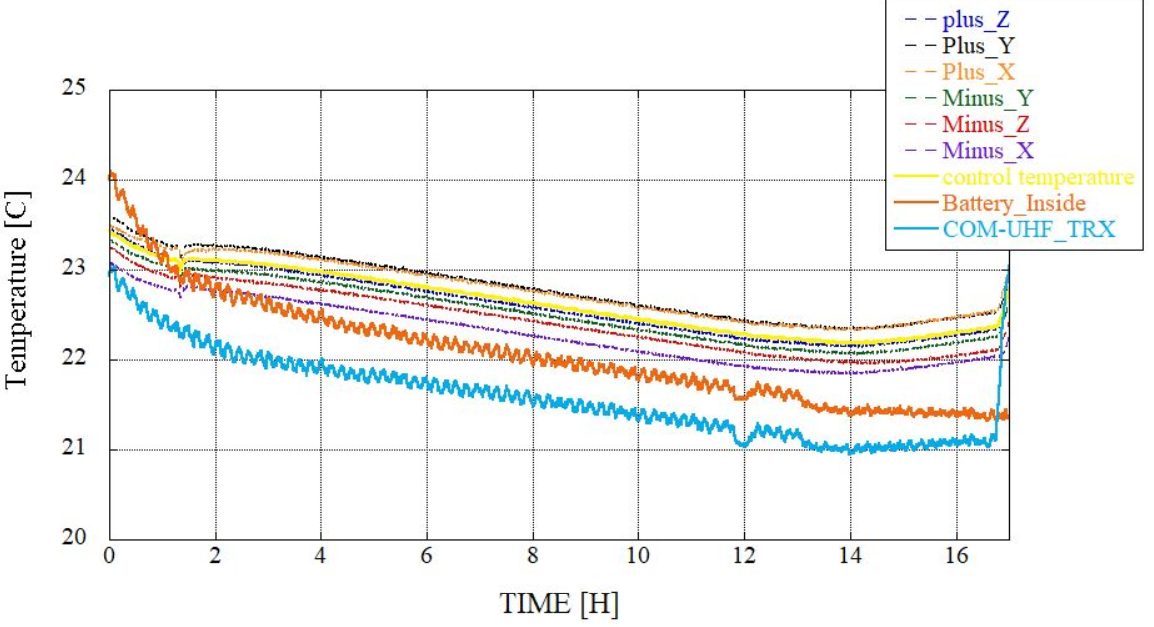 plus_Z
Plus_Y
Plus_X
Minus_Y
Minus_Z
Minus_X
control temperature
Battery_Inside
COM-UHF_TRX
25
24
23
22
21
20
Temperature [C]
0 2 4 6 8 10 12 14 16
TIME [H]